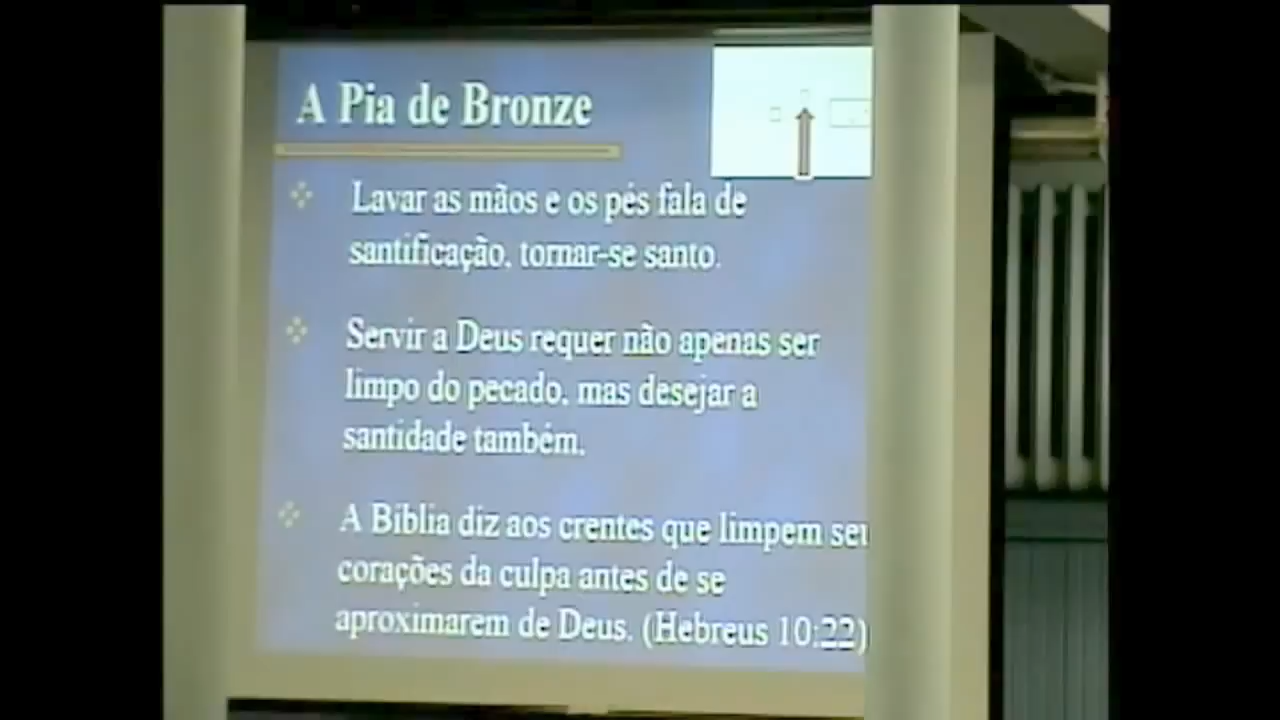 A Pia de Bronze
Lavar as mãos e os pés fala de
santificação, tornar-se santo.
Servir a Deus requer não apenas ser
limpo do pecado, mas desejar a
santidade também.
A Bíblia diz aos crentes que limpem seu
corações da culpa antes de se
aproximarem de Deus. (Hebreus 10:22)